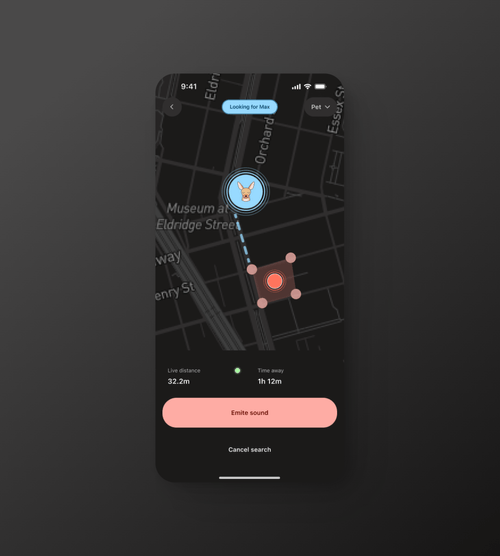 9:41
Looking for Max
Pet
Eldri
Essex St
Orchard
Museum at
Eldridge Street
way
enry St
Live distance
Time away
32.2m
1h 12m
Emite sound
Cancel search